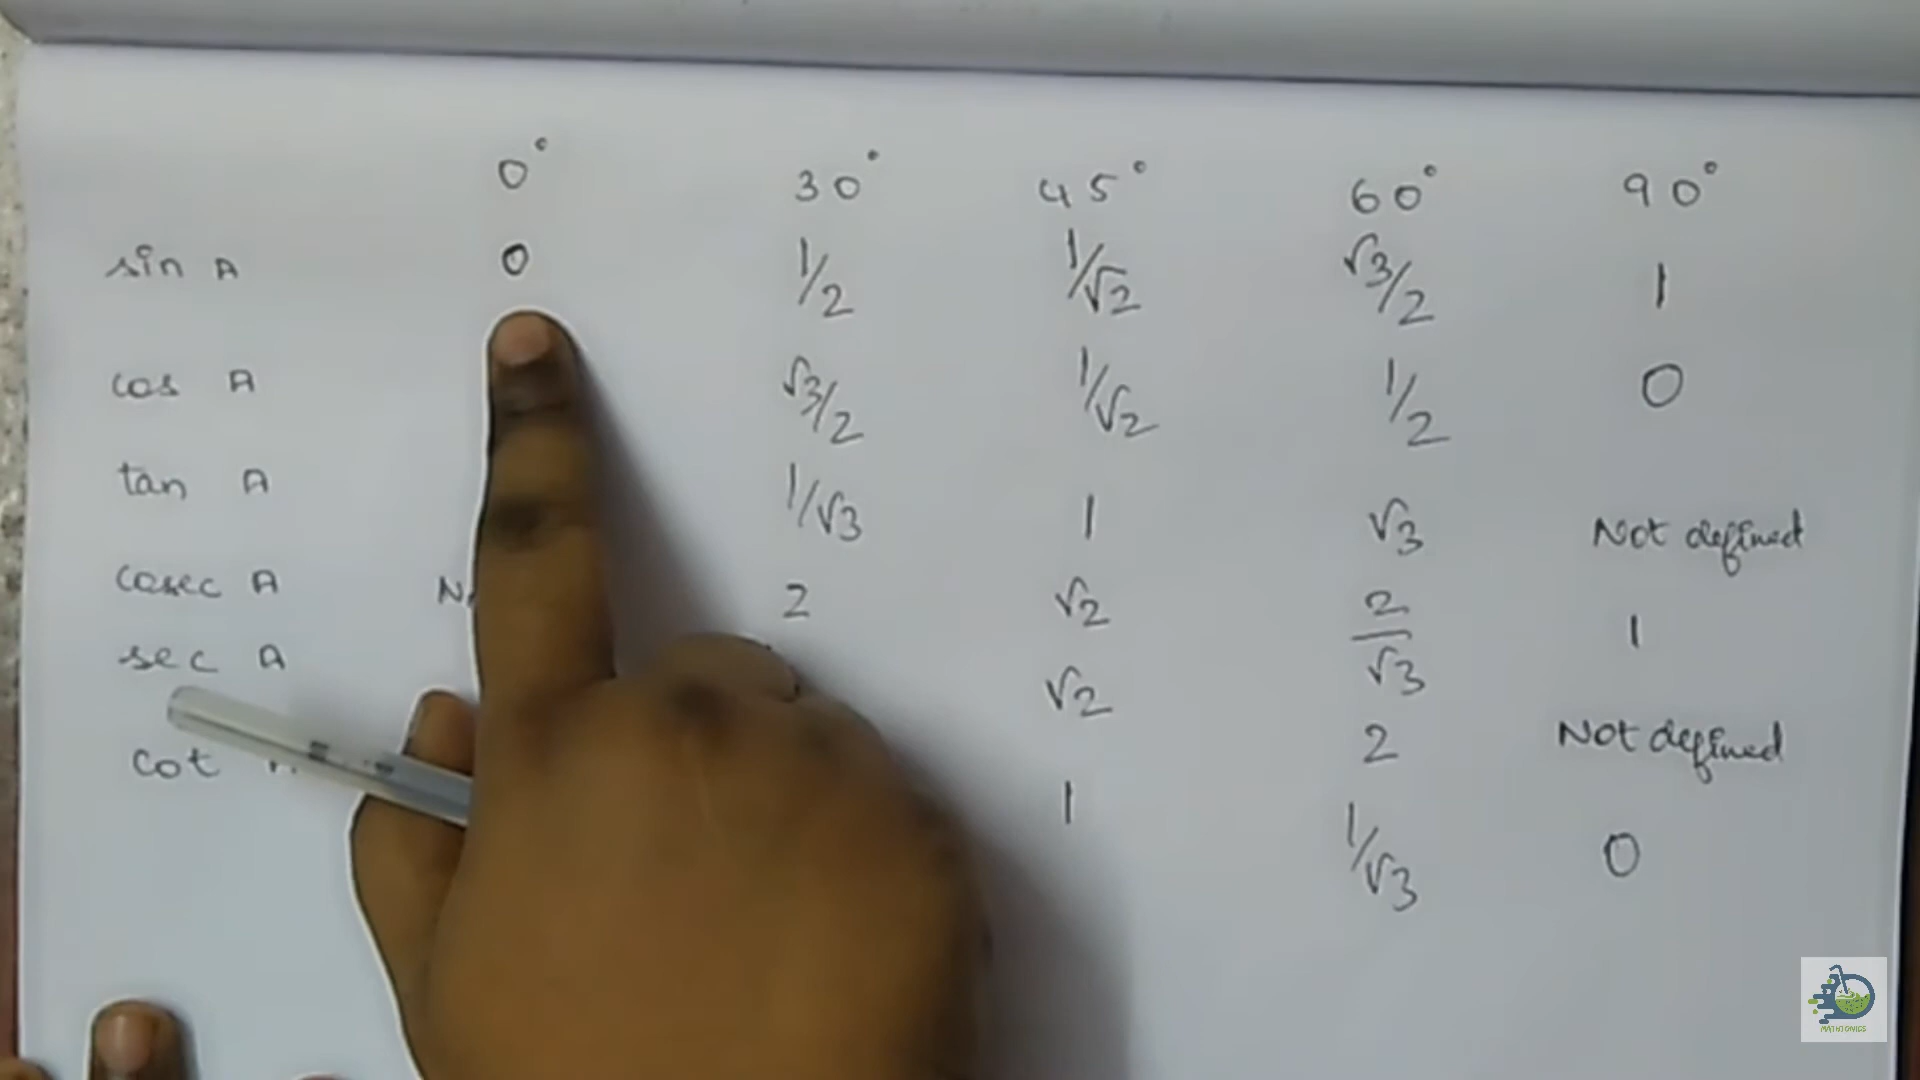 0° 30° 45° 60° 90°
sin A 0 1/2 1/√2 √3/2 1
cos A √3/2 1/√2 1/2 0
tan A 1/√3 1 √3 Not defined
cosec A 2 √2 2/√3 1
sec A √2 2 Not defined
cot 1 1/√3 0
MATHTONICS